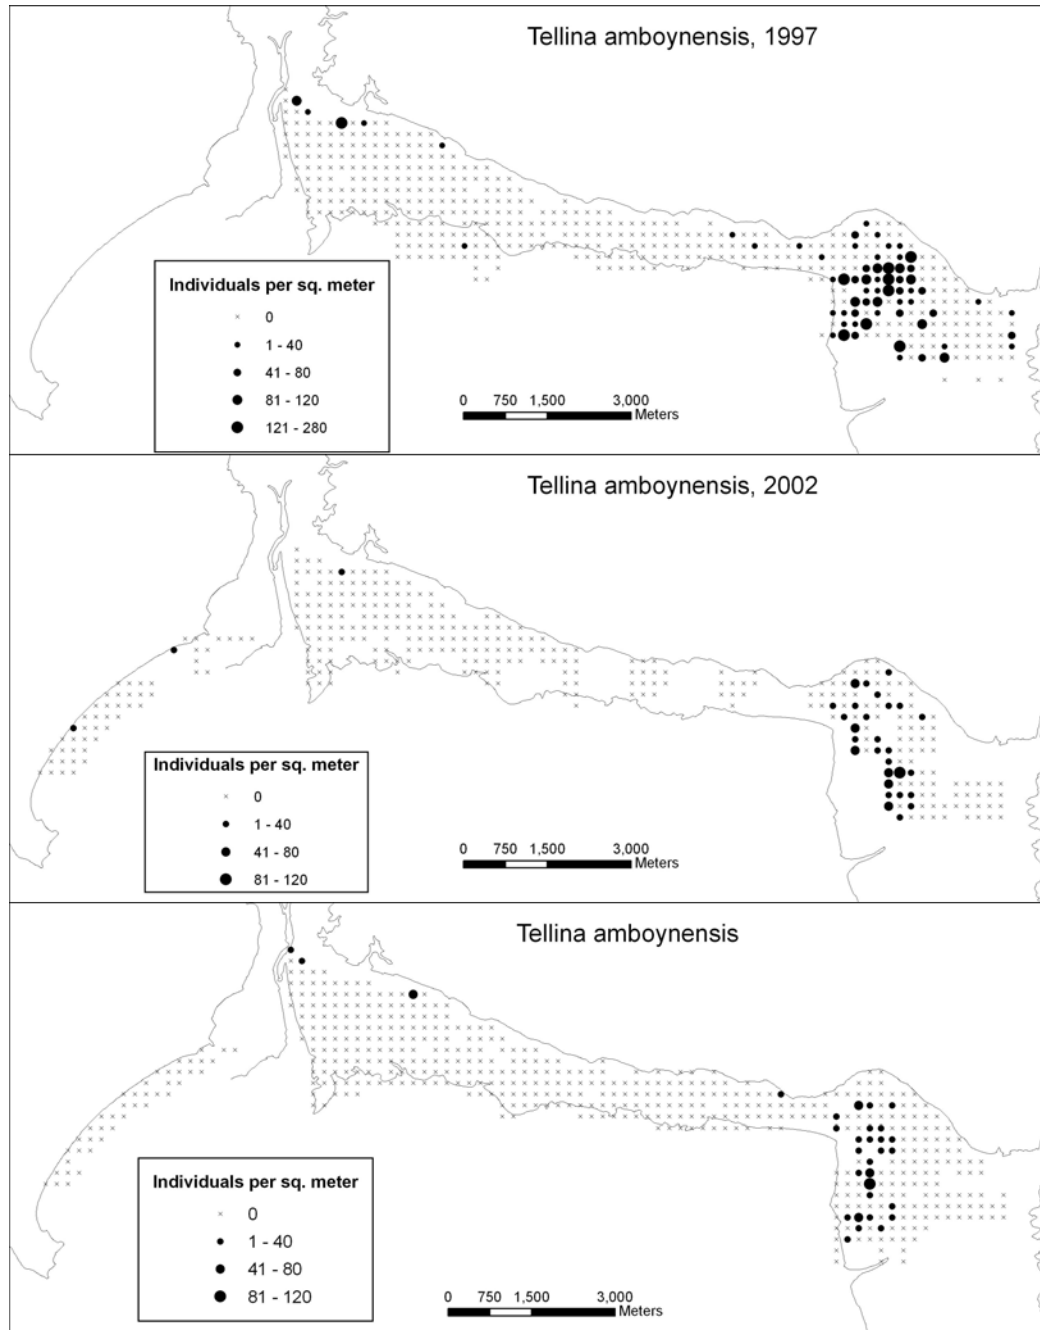 Tellina amboynensis, 1997
Individuals per sq. meter
0
1 - 40
41 - 80
81 - 120
121 - 280
0 750 1,500 3,000
Meters
Tellina amboynensis, 2002
Individuals per sq. meter
0
1 - 40
41 - 80
81 - 120
0 750 1,500 3,000
Meters
Tellina amboynensis
Individuals per sq. meter
0
1 - 40
41 - 80
81 - 120
0 750 1,500 3,000
Meters